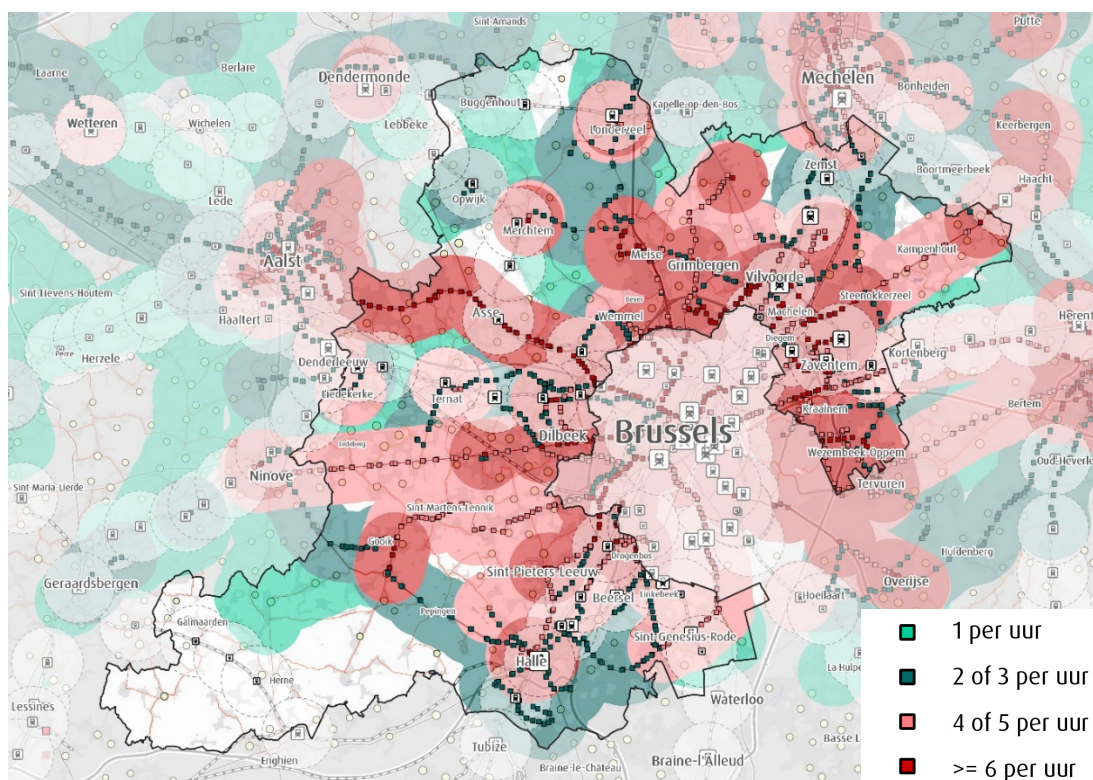 Sint-Amands
Putte
Laarne
Berlare
Dendermonde
Mechelen
Buggenhout
Kapelle-op-den-Bos
Bonheiden
Wetteren
Wichelen
Lebbeke
Londerzeel
Keerbergen
Zemst
Boortmeerbeek
Haacht
Lede
Opwijk
Merchtem
Kampenhout
Aalst
Meise
Grimbergen
Vilvoorde
Steenokkerzeel
Sint-Lievens-Houtem
Haaltert
Asse
Wemmel
Machelen
Herent
Diegem
Kortenberg
Herzele
Denderleeuw
Zaventem
Liedekerke
Ternat
Kraainem
Bertem
Dilbeek
Brussels
Ledeberg
Wezembeek-Oppem
Oud-Heverlee
Ninove
Tervuren
Sint-Maria-Lierde
Sint-Martens-Lennik
Gooik
Drogenbos
Huldenberg
Sint-Pieters-Leeuw
Overijse
Geraardsbergen
Beersel
Linkebeek
Hoeilaart
Pepingen
Galmaarden
Sint-Genesius-Rode
1 per uur
Halle
La Hulpe
2 of 3 per uur
Herne
Lessines
Waterloo
4 of 5 per uur
Tubize
Basse
Enghien
Braine-l'Alleud
Braine-le-Château
>= 6 per uur